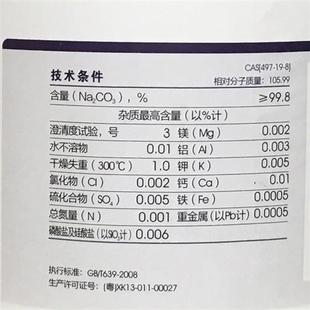 CAS[497-19-8]
技术条件 相对分子质量: 105.99
含量(Na₂CO₃), % ≥99.8
杂质最高含量(以%计)
澄清度试验, 号 3 镁(Mg) 0.002
水不溶物 0.01 铝(Al) 0.003
干燥失重(300℃) 1.0 钾(K) 0.005
氯化物(Cl) 0.002 钙(Ca) 0.01
硫化合物(SO₄) 0.005 铁(Fe) 0.0005
总氮量(N) 0.001 重金属(以Pb计) 0.0005
磷酸盐及硅酸盐(以SiO₃计) 0.006
执行标准: GB/T639-2008
生产许可证号: (粤)XK13-011-00027